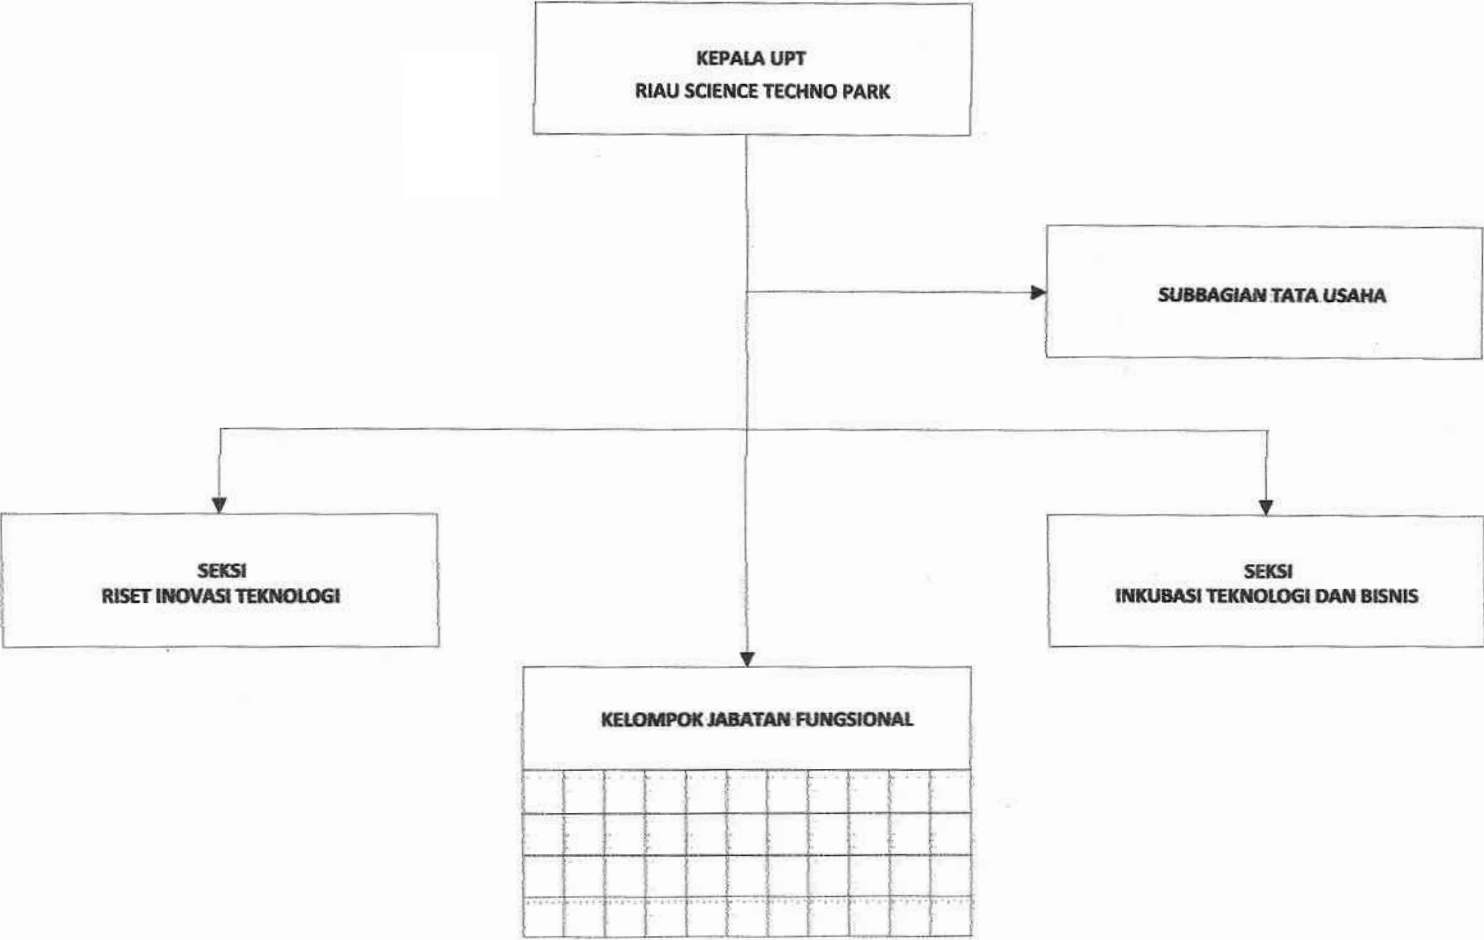 KEPALA UPT
RIAU SCIENCE TECHNO PARK
SUBBAGIAN TATA USAHA
SEKSI
RISET INOVASI TEKNOLOGI
SEKSI
INKUBASI TEKNOLOGI DAN BISNIS
KELOMPOK JABATAN FUNGSIONAL